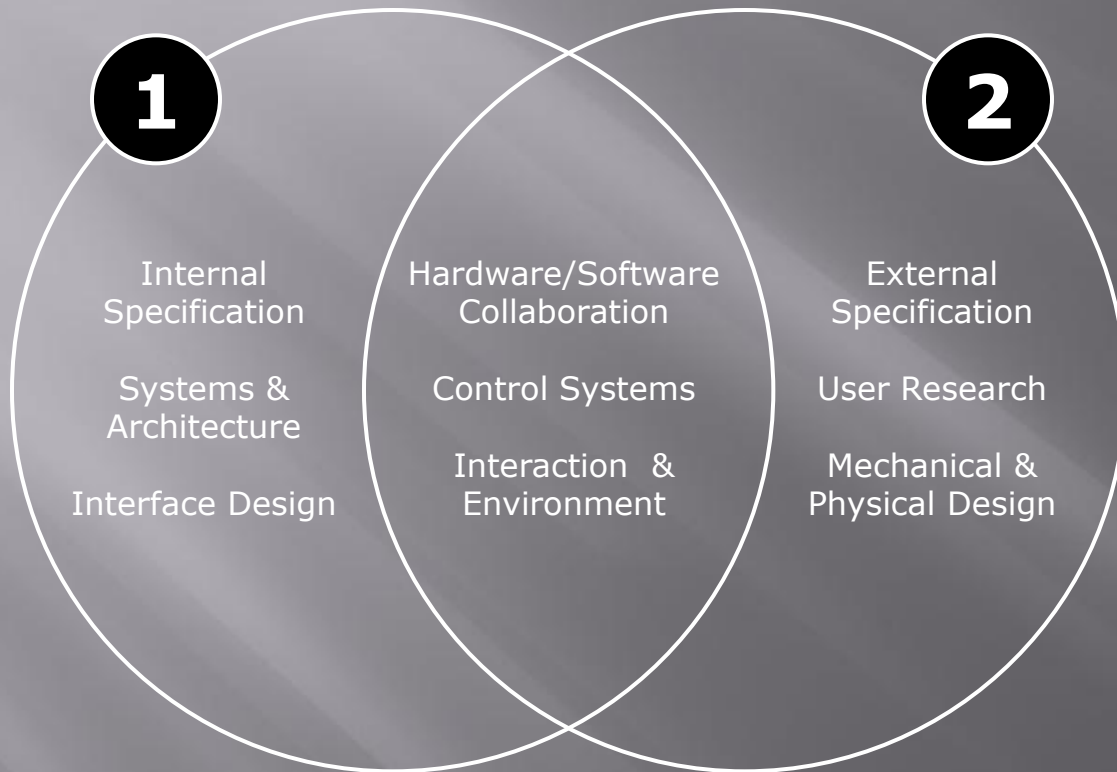 1
2
Internal
Specification
Systems &
Architecture
Interface Design
Hardware/Software
Collaboration
Control Systems
Interaction & 
Environment
External
Specification
User Research
Mechanical &
Physical Design